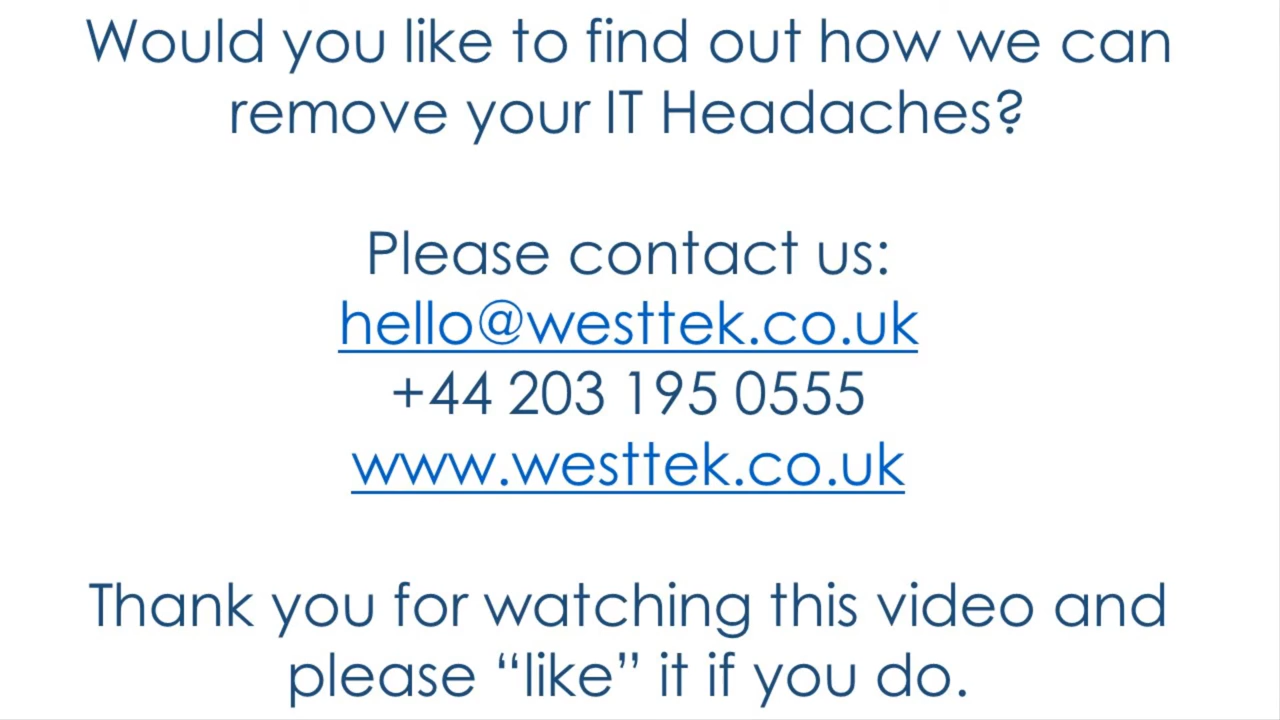 Would you like to find out how we can
remove your IT Headaches?
Please contact us:
hello@westtek.co.uk
+44 203 195 0555
www.westtek.co.uk
Thank you for watching this video and
please “like” it if you do.